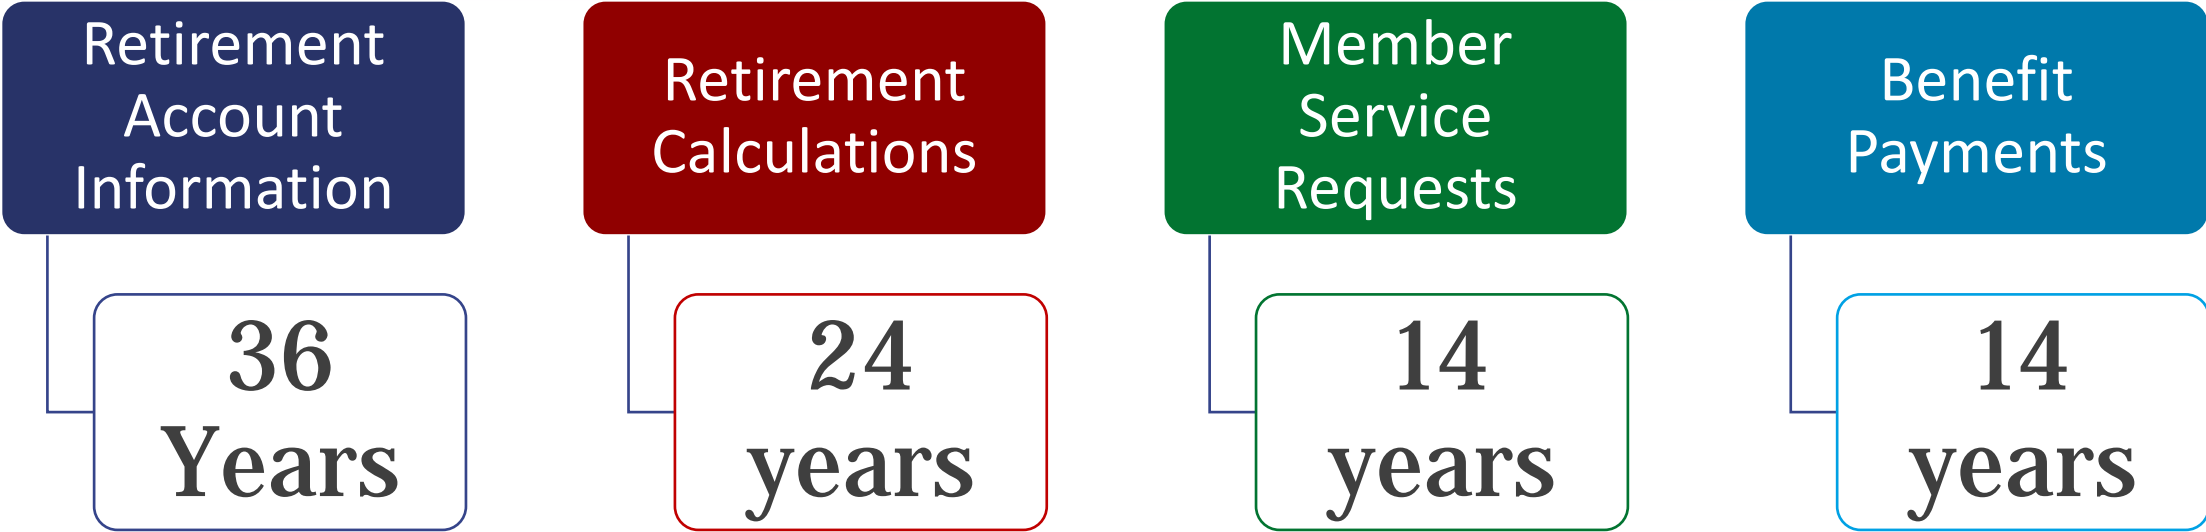 Retirement
Account
Information
36
Years
Retirement
Calculations
24
years
Member
Service
Requests
14
years
Benefit
Payments
14
years